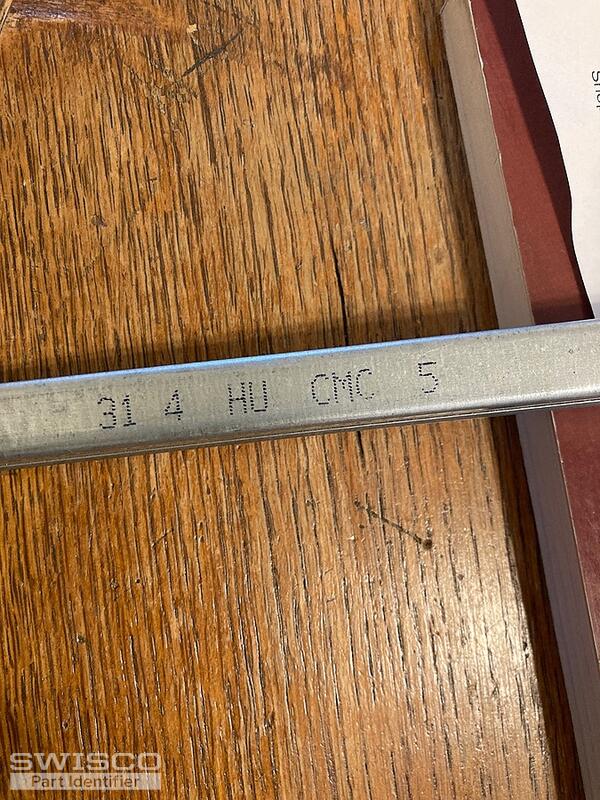 31 4 HU CMC 5
SWISCO
Part Identifier